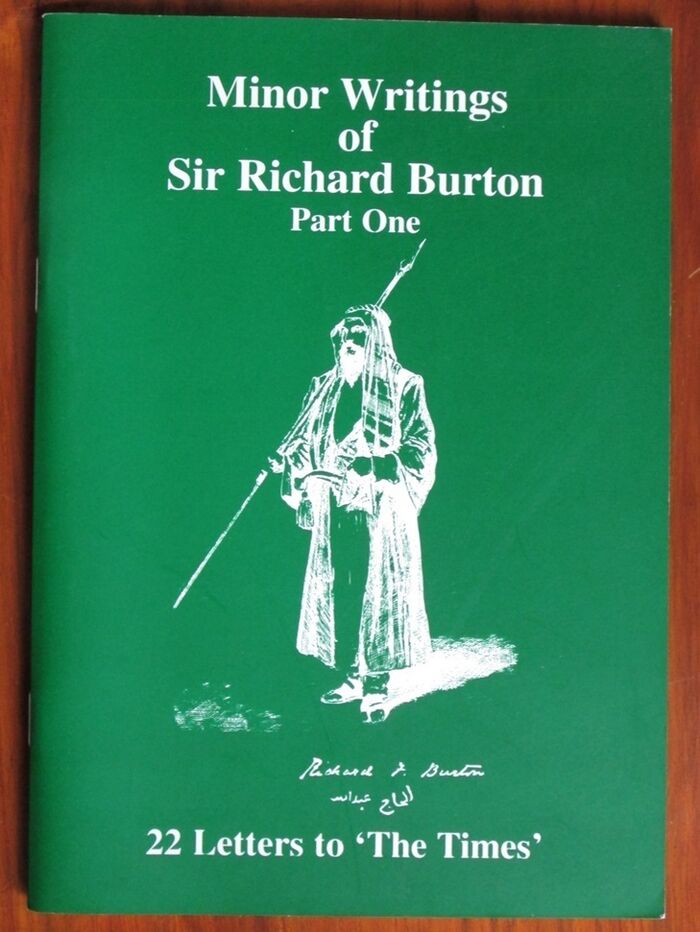 Minor Writings
of
Sir Richard Burton
Part One
Richard F. Burton
الحاج عبدالله
22 Letters to ‘The Times’